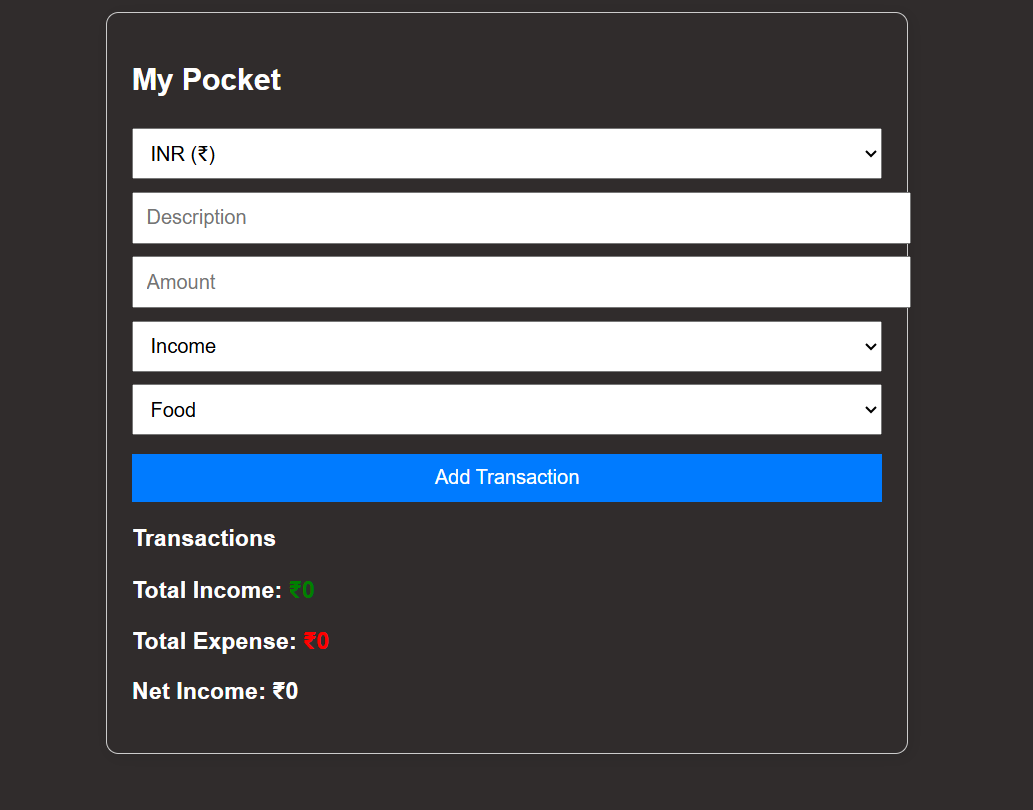 My Pocket
INR (₹)
Description
Amount
Income
Food
Add Transaction
Transactions
Total Income: ₹0
Total Expense: ₹0
Net Income: ₹0